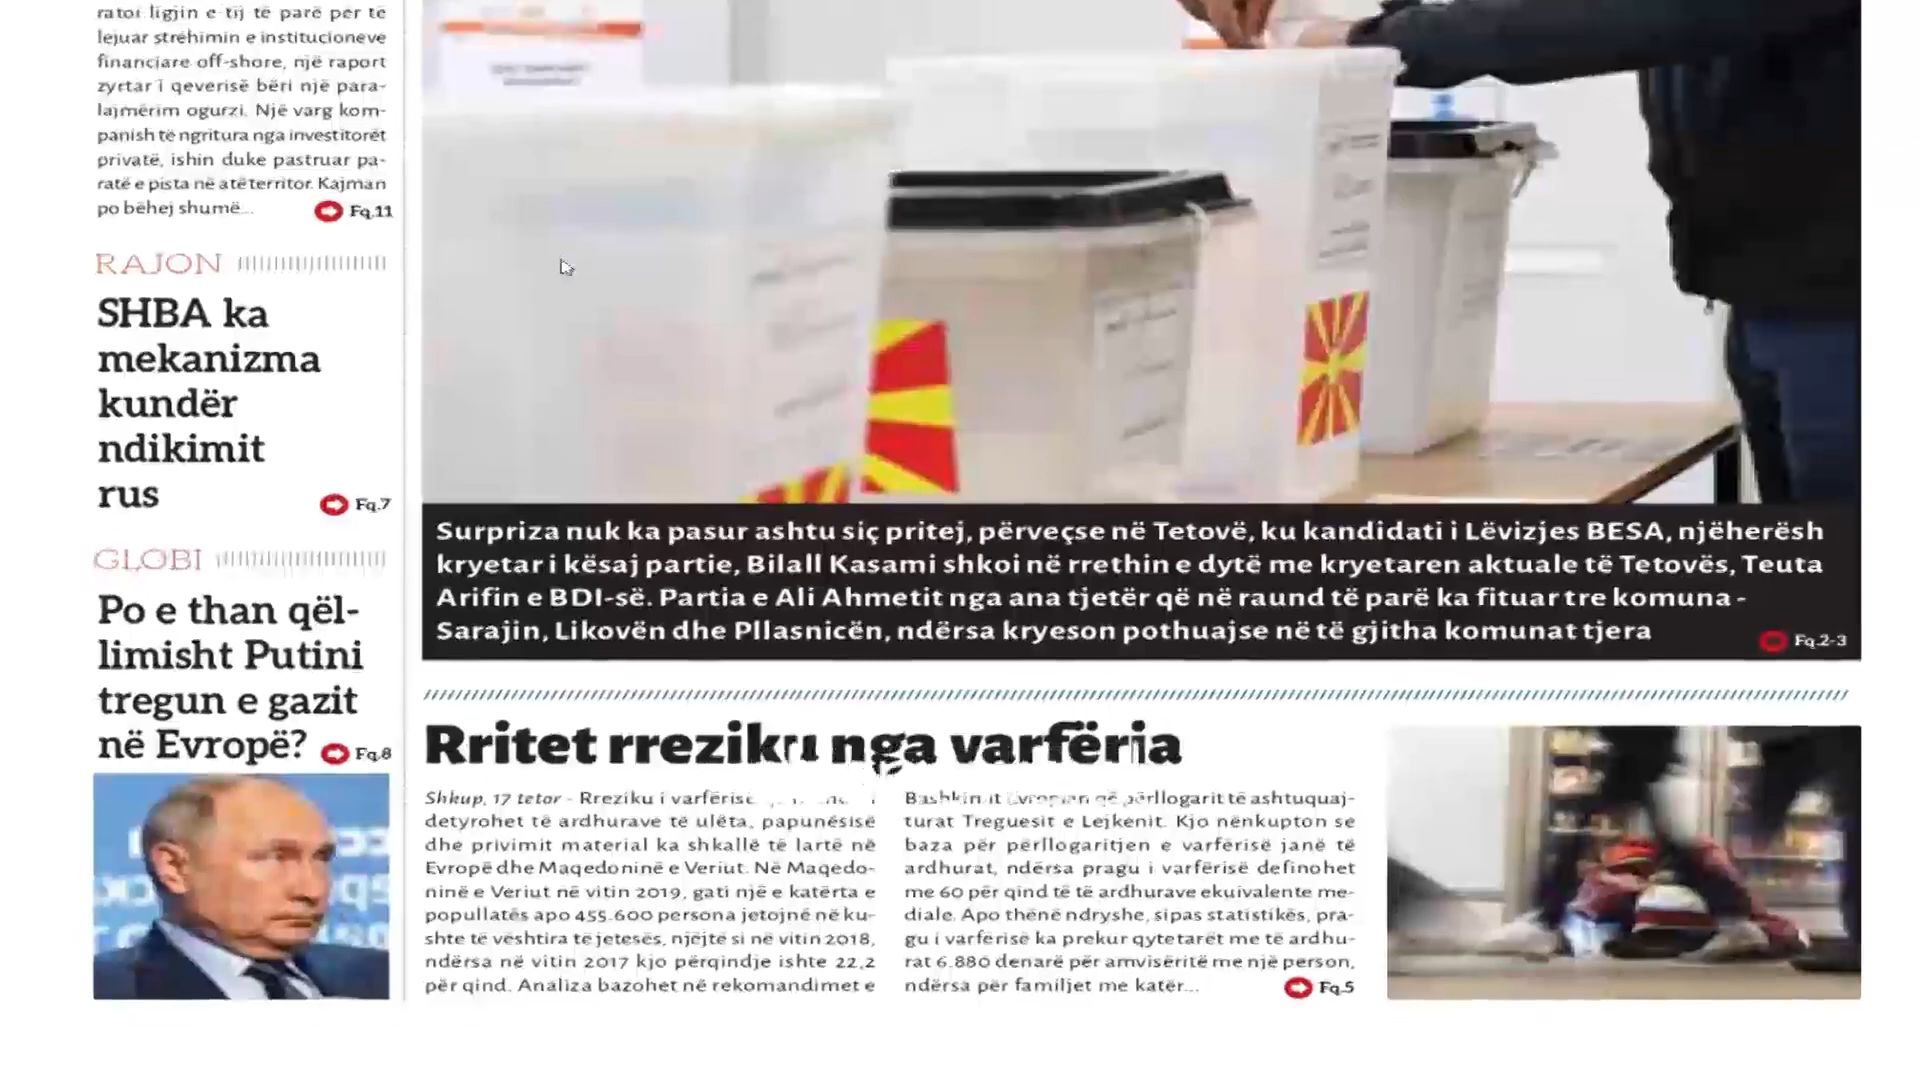 ratoi ligjin e tij të parë për të
lejuar strehimin e institucioneve
financiare off-shore, një raport
zyrtar i qeverisë bëri një para-
lajmërim ogurzi. Një varg kom-
panish të ngritura nga investitorët
privatë, ishin duke pastruar pa-
ratë e pista në atë territor. Kajman
po bëhej shumë...
Fq.11
RAJON
SHBA ka
mekanizma
kundër
ndikimit
rus
Fq.7
GLOBI
Po e than qël-
limisht Putini
tregun e gazit
në Evropë?
Fq.8
Surpriza nuk ka pasur ashtu siç pritej, përveçse në Tetovë, ku kandidati i Lëvizjes BESA, njëherësh
kryetar i kësaj partie, Bilall Kasami shkoi në rrethin e dytë me kryetaren aktuale të Tetovës, Teuta
Arifin e BDI-së. Partia e Ali Ahmetit nga ana tjetër që në raund të parë ka fituar tre komuna -
Sarajin, Likovën dhe Pllasnicën, ndërsa kryeson pothuajse në të gjitha komunat tjera
Fq.2-3
Rritet rreziku nga varfëria
Shkup, 17 tetor - Rreziku i varfërisë
detyrohet të ardhurave të ulëta, papunësisë
dhe privimit material ka shkallë të lartë në
Evropë dhe Maqedoninë e Veriut. Në Maqedo-
ninë e Veriut në vitin 2019, gati një e katërta e
popullatës apo 455.600 persona jetojnë në ku-
shte të vështira të jetesës, njëjtë si në vitin 2018,
ndërsa në vitin 2017 kjo përqindje ishte 22,2
për qind. Analiza bazohet në rekomandimet e
Bashkimit Evropian që përllogarit të ashtuquaj-
turat Treguesit e Lejkenit. Kjo nënkupton se
baza për përllogaritjen e varfërisë janë të
ardhurat, ndërsa pragu i varfërisë definohet
me 60 për qind të të ardhurave ekuivalente me-
diale. Apo thënë ndryshe, sipas statistikës, pra-
gu i varfërisë ka prekur qytetarët me të ardhu-
rat 6.880 denarë për amvisëritë me një person,
ndërsa për familjet me katër...
Fq.5